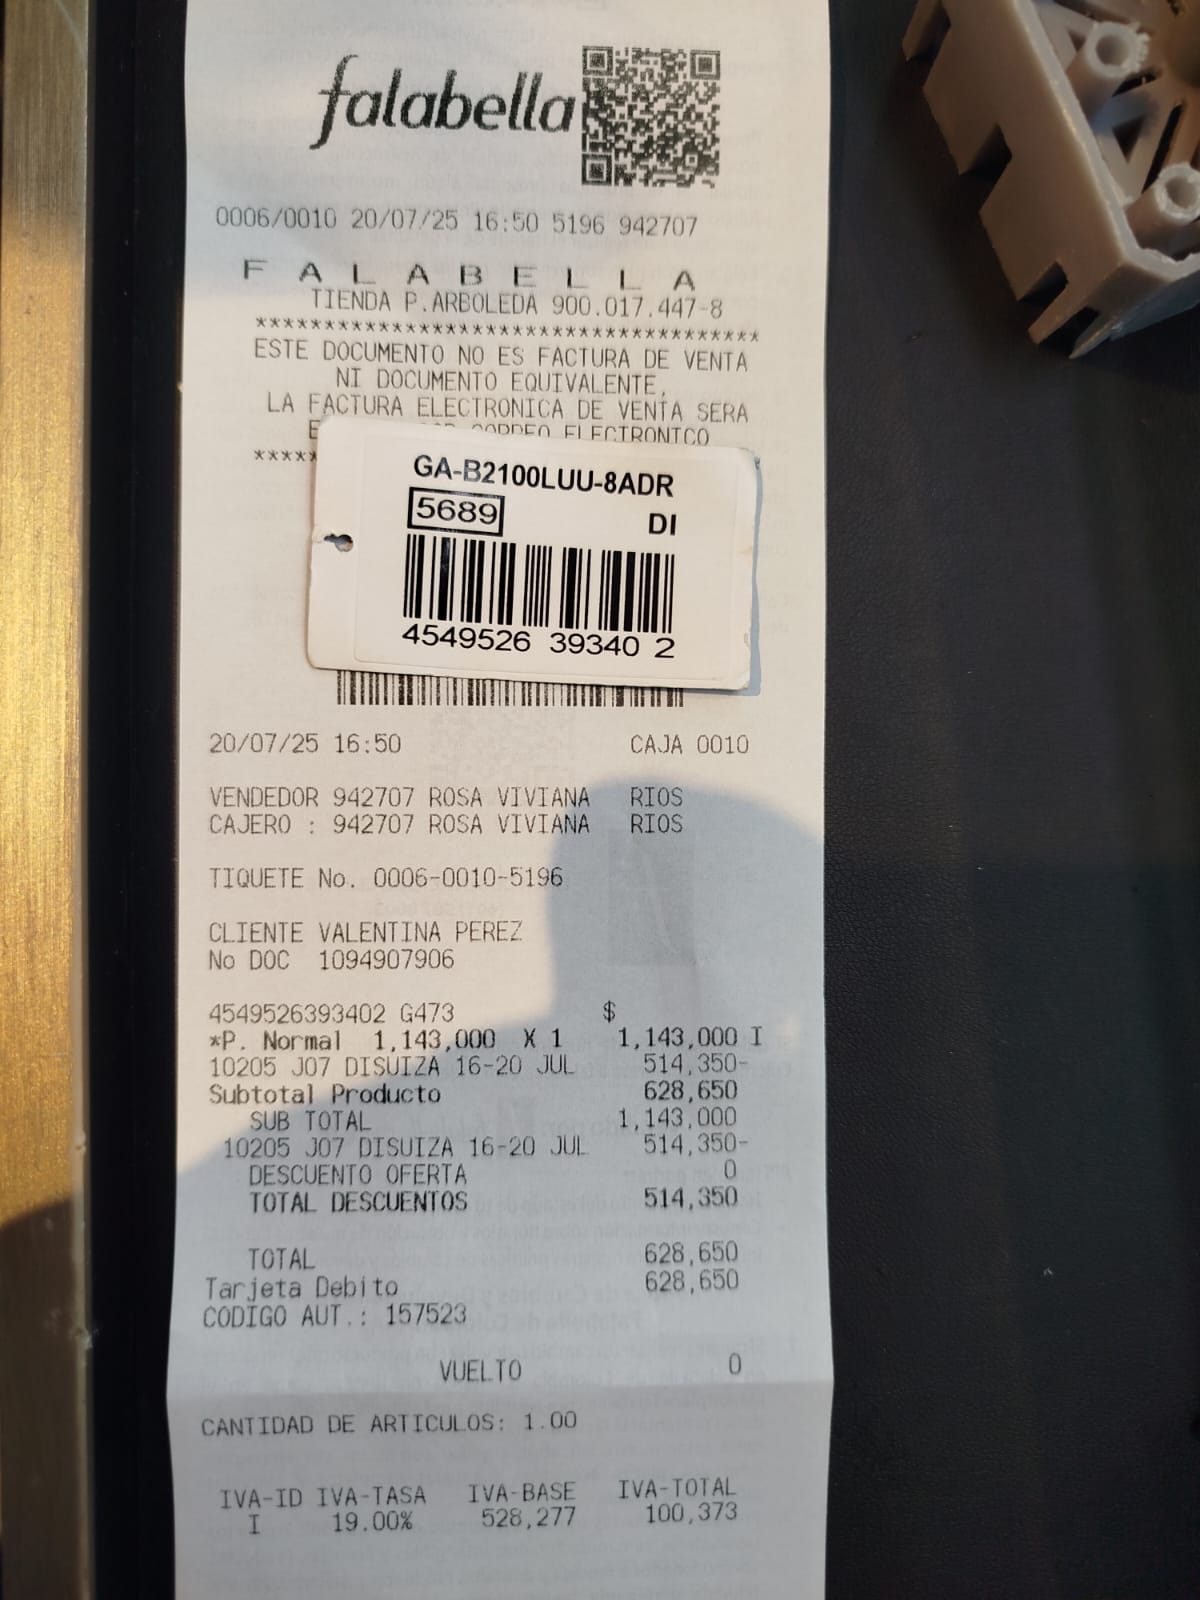 falabella
0006/0010 20/07/25 16:50 5196 942707
F A L A B E L L A
TIENDA P.ARBOLEDA 900.017.447-8
*************************************
ESTE DOCUMENTO NO ES FACTURA DE VENTA
NI DOCUMENTO EQUIVALENTE,
LA FACTURA ELECTRONICA DE VENTA SERA
CORREO ELECTRONICO
*****
GA-B2100LUU-8ADR
5689 DI
4549526 39340 2
20/07/25 16:50 CAJA 0010
VENDEDOR 942707 ROSA VIVIANA RIOS
CAJERO : 942707 ROSA VIVIANA RIOS
TIQUETE No. 0006-0010-5196
CLIENTE VALENTINA PEREZ
No DOC 1094907906
4549526393402 G473 $
*P. Normal 1,143,000 X 1 1,143,000 I
10205 J07 DISUIZA 16-20 JUL 514,350-
Subtotal Producto 628,650
SUB TOTAL 1,143,000
10205 J07 DISUIZA 16-20 JUL 514,350-
DESCUENTO OFERTA 0
TOTAL DESCUENTOS 514,350
TOTAL 628,650
Tarjeta Debito 628,650
CODIGO AUT.: 157523
VUELTO 0
CANTIDAD DE ARTICULOS: 1.00
IVA-ID IVA-TASA IVA-BASE IVA-TOTAL
I 19.00% 528,277 100,373